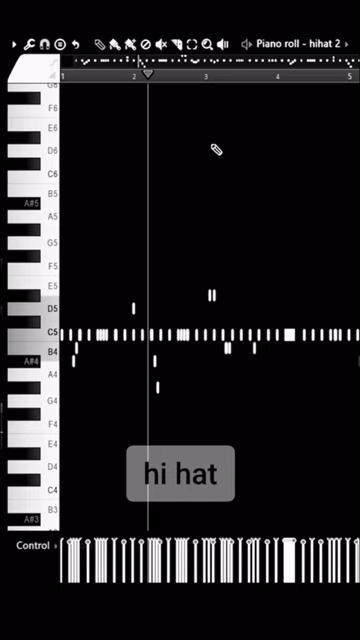 Piano roll - hihat 2
1 2 3 4 5
G6
F6
E6
D6
C6
B5
A#5
A5
G5
F5
E5
D5
C5
B4
A#4
A4
G4
F4
E4
D4
C4
B3
A#3
hi hat
Control